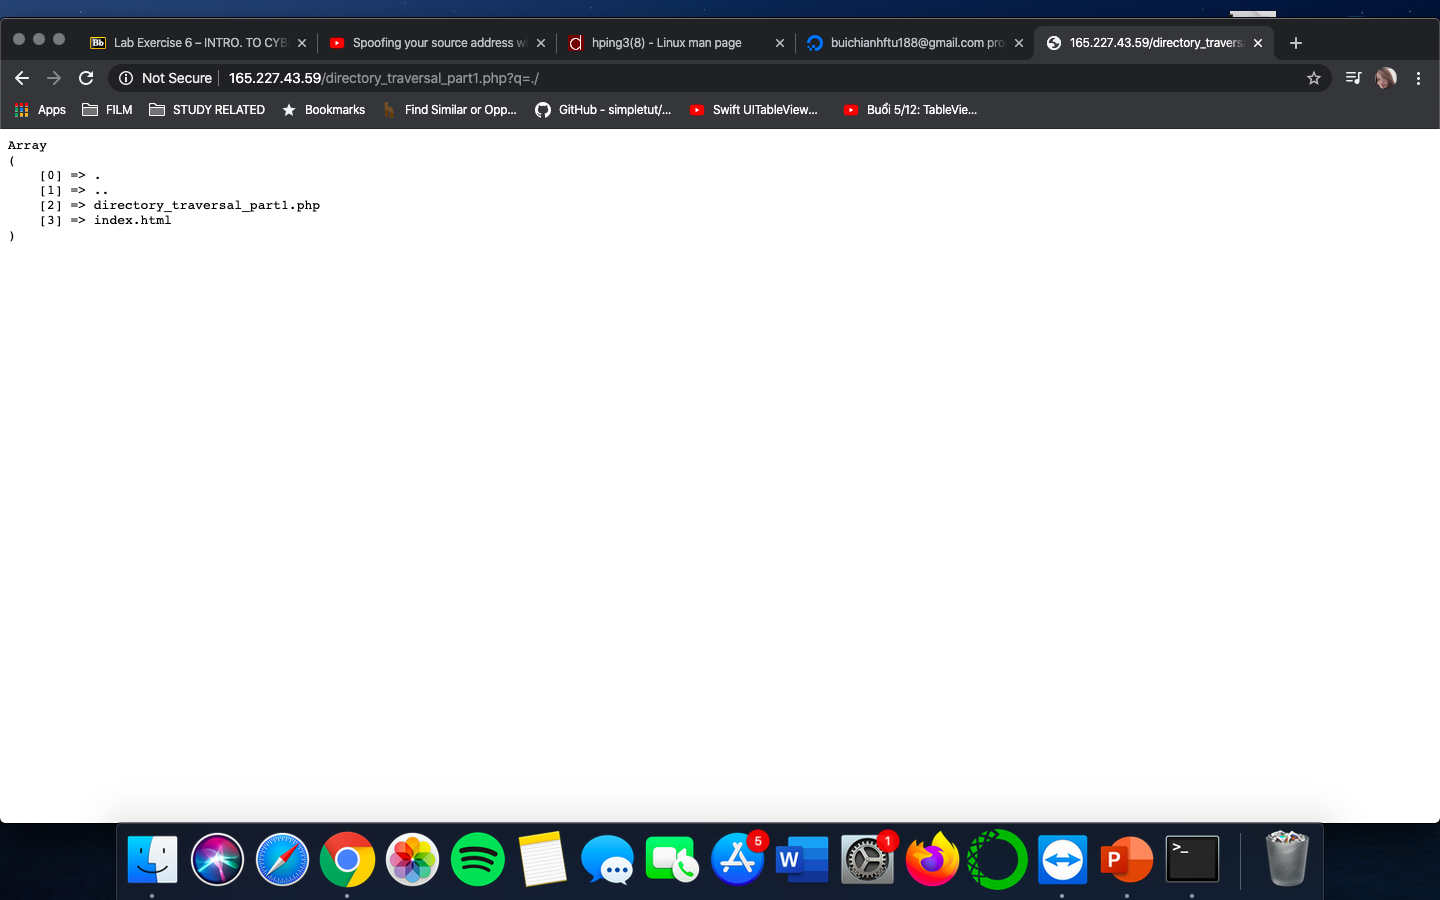 Bb Lab Exercise 6 – INTRO. TO CYB
Spoofing your source address wi
hping3(8) - Linux man page
buichianhftu188@gmail.com pro
165.227.43.59/directory_travers
Not Secure 165.227.43.59/directory_traversal_part1.php?q=./
Apps FILM STUDY RELATED Bookmarks Find Similar or Opp... GitHub - simpletut/... Swift UITableView... Buổi 5/12: TableVie...
Array
(
[0] => .
[1] => ..
[2] => directory_traversal_part1.php
[3] => index.html
)
5
W
1
P
>_